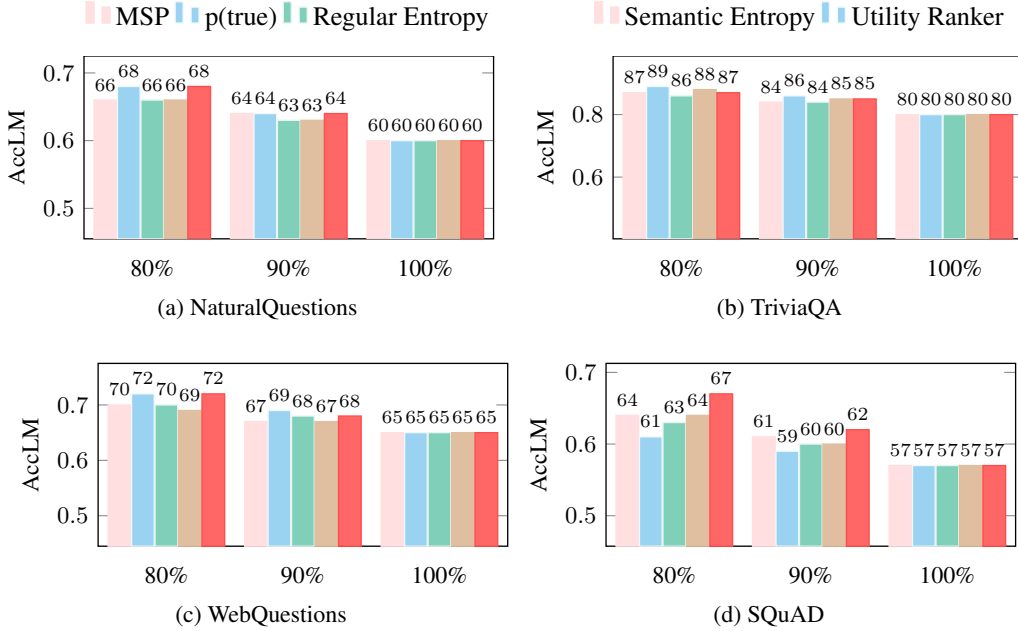 MSP p(true) Regular Entropy Semantic Entropy Utility Ranker
AccLM
0.7
0.6
0.5
66 68 66 66 68
64 64 63 63 64
60 60 60 60 60
80% 90% 100%
(a) NaturalQuestions
AccLM
0.8
0.6
87 89 86 88 87
84 86 84 85 85
80 80 80 80 80
80% 90% 100%
(b) TriviaQA
AccLM
0.7
0.6
0.5
70 72 70 69 72
67 69 68 67 68
65 65 65 65 65
80% 90% 100%
(c) WebQuestions
AccLM
0.7
0.6
0.5
64 61 63 64 67
61 59 60 60 62
57 57 57 57 57
80% 90% 100%
(d) SQuAD